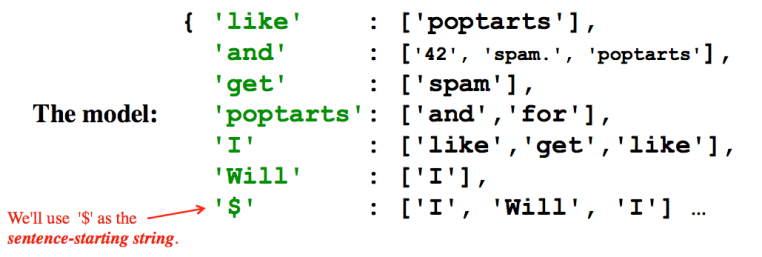 { 'like' : ['poptarts'],
'and' : ['42', 'spam.', 'poptarts'],
'get' : ['spam'],
The model: 'poptarts': ['and','for'],
'I' : ['like','get','like'],
'Will' : ['I'],
We'll use '$' as the '$' : ['I', 'Will', 'I'] …
sentence-starting string.